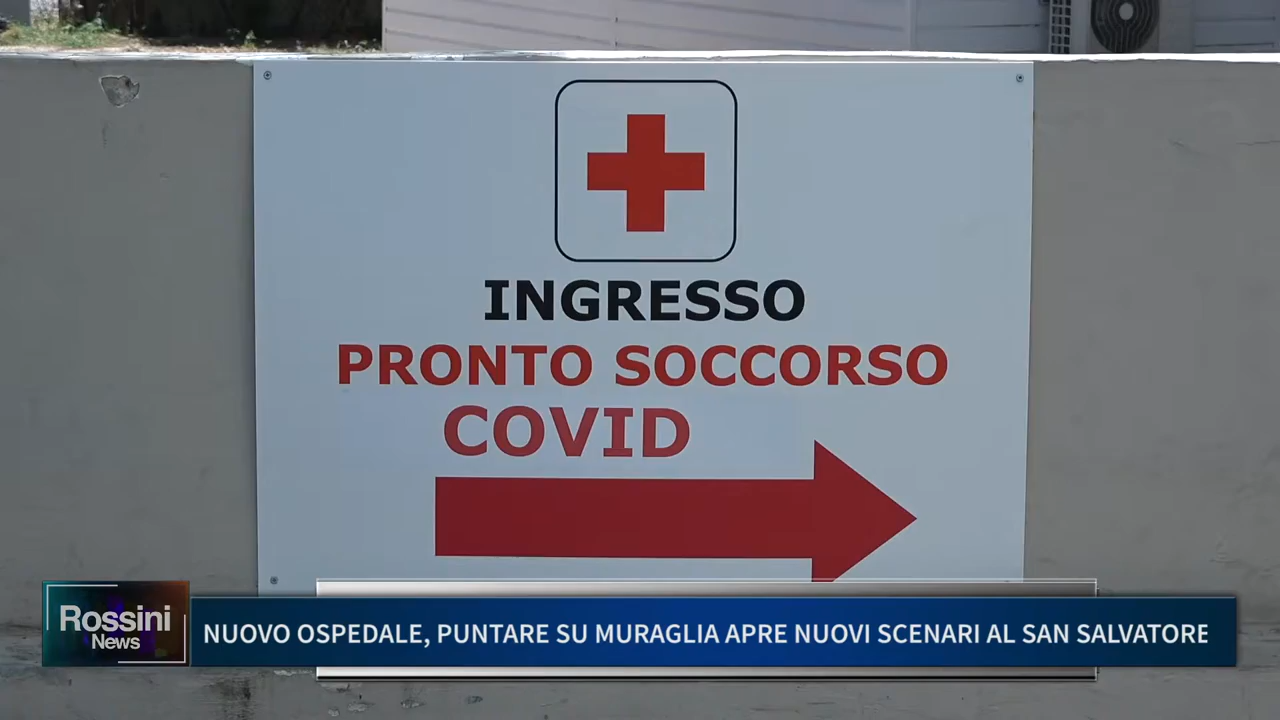 INGRESSO
PRONTO SOCCORSO
COVID
Rossini
News
NUOVO OSPEDALE, PUNTARE SU MURAGLIA APRE NUOVI SCENARI AL SAN SALVATORE